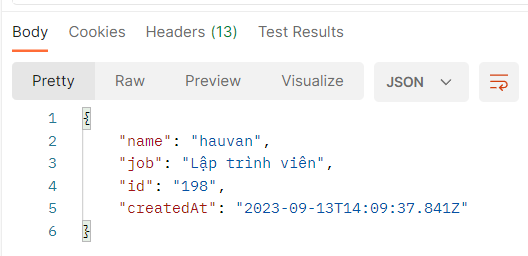 Body Cookies Headers (13) Test Results
Pretty Raw Preview Visualize JSON
1 {
2 "name": "hauvan",
3 "job": "Lập trình viên",
4 "id": "198",
5 "createdAt": "2023-09-13T14:09:37.841Z"
6 }